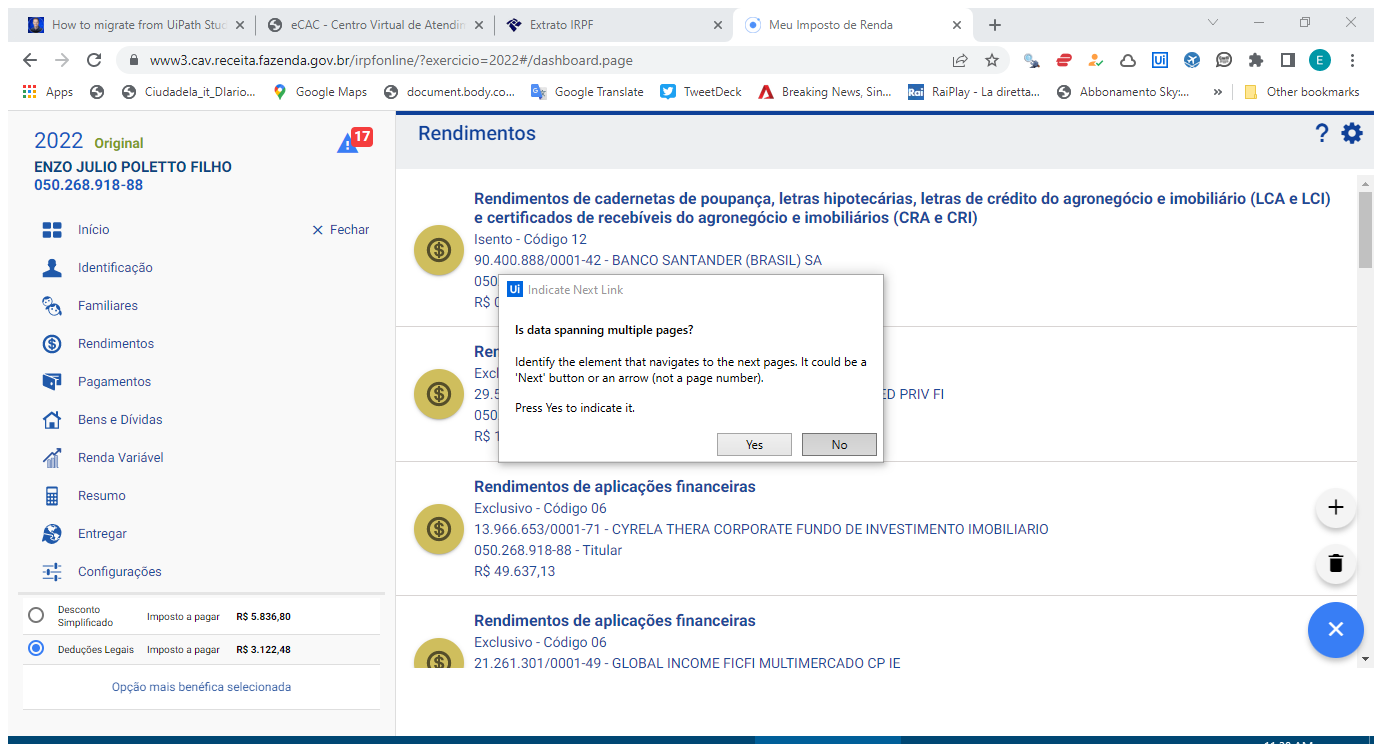 How to migrate from UiPath Stud
eCAC - Centro Virtual de Atendin
Extrato IRPF
Meu Imposto de Renda
www3.cav.receita.fazenda.gov.br/irpfonline/?exercicio=2022#/dashboard.page
Ui
E
Apps
Ciudadela_it_DIario...
Google Maps
document.body.co...
Google Translate
TweetDeck
Breaking News, Sin...
Rai
RaiPlay - La diretta...
Abbonamento Sky:...
»
Other bookmarks
2022 Original
17
ENZO JULIO POLETTO FILHO
050.268.918-88
Início
Fechar
Identificação
Familiares
Rendimentos
Pagamentos
Bens e Dívidas
Renda Variável
Resumo
Entregar
Configurações
Desconto
Simplificado
Imposto a pagar R$ 5.836,80
Deduções Legais Imposto a pagar R$ 3.122,48
Opção mais benéfica selecionada
Rendimentos
?
Rendimentos de cadernetas de poupança, letras hipotecárias, letras de crédito do agronegócio e imobiliário (LCA e LCI)
e certificados de recebíveis do agronegócio e imobiliários (CRA e CRI)
Isento - Código 12
90.400.888/0001-42 - BANCO SANTANDER (BRASIL) SA
050
R$
Ui Indicate Next Link
Is data spanning multiple pages?
Identify the element that navigates to the next pages. It could be a
'Next' button or an arrow (not a page number).
Press Yes to indicate it.
Yes
No
Ren
Excl
29.5
ED PRIV FI
050
R$ 1
Rendimentos de aplicações financeiras
Exclusivo - Código 06
13.966.653/0001-71 - CYRELA THERA CORPORATE FUNDO DE INVESTIMENTO IMOBILIARIO
050.268.918-88 - Titular
R$ 49.637,13
Rendimentos de aplicações financeiras
Exclusivo - Código 06
21.261.301/0001-49 - GLOBAL INCOME FICFI MULTIMERCADO CP IE